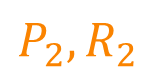 P₂, R₂